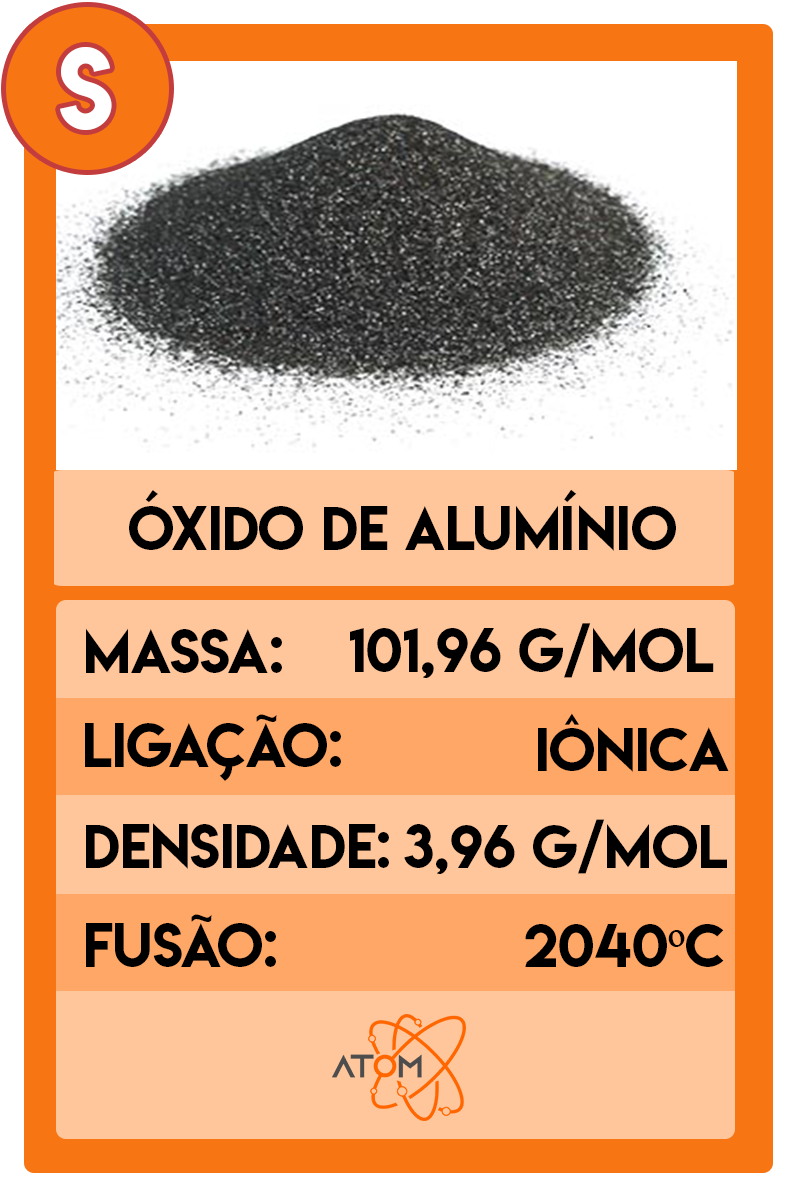 S
ÓXIDO DE ALUMÍNIO
MASSA: 101,96 G/MOL
LIGAÇÃO: IÔNICA
DENSIDADE: 3,96 G/MOL
FUSÃO: 2040ºC
ATOM